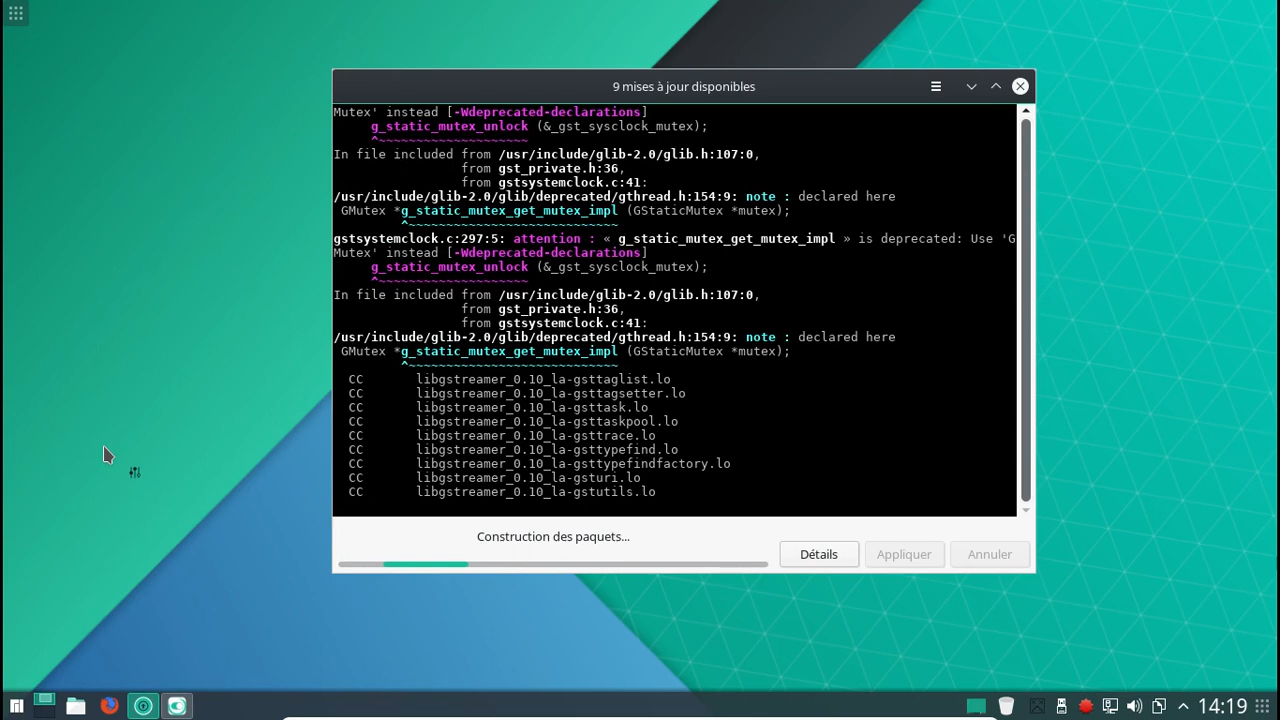 9 mises à jour disponibles
Mutex' instead [-Wdeprecated-declarations]
g_static_mutex_unlock (&_gst_sysclock_mutex);
^~~~~~~~~~~~~~~~~~~~~
In file included from /usr/include/glib-2.0/glib.h:107:0,
from gst_private.h:36,
from gstsystemclock.c:41:
/usr/include/glib-2.0/glib/deprecated/gthread.h:154:9: note : declared here
GMutex *g_static_mutex_get_mutex_impl (GStaticMutex *mutex);
^~~~~~~~~~~~~~~~~~~~~~~~~~~~~
gstsystemclock.c:297:5: attention : « g_static_mutex_get_mutex_impl » is deprecated: Use 'G
Mutex' instead [-Wdeprecated-declarations]
g_static_mutex_unlock (&_gst_sysclock_mutex);
^~~~~~~~~~~~~~~~~~~~~
In file included from /usr/include/glib-2.0/glib.h:107:0,
from gst_private.h:36,
from gstsystemclock.c:41:
/usr/include/glib-2.0/glib/deprecated/gthread.h:154:9: note : declared here
GMutex *g_static_mutex_get_mutex_impl (GStaticMutex *mutex);
^~~~~~~~~~~~~~~~~~~~~~~~~~~~~
CC libgstreamer_0.10_la-gsttaglist.lo
CC libgstreamer_0.10_la-gsttagsetter.lo
CC libgstreamer_0.10_la-gsttask.lo
CC libgstreamer_0.10_la-gsttaskpool.lo
CC libgstreamer_0.10_la-gsttrace.lo
CC libgstreamer_0.10_la-gsttypefind.lo
CC libgstreamer_0.10_la-gsttypefindfactory.lo
CC libgstreamer_0.10_la-gsturi.lo
CC libgstreamer_0.10_la-gstutils.lo
Construction des paquets...
Détails Appliquer Annuler
14:19